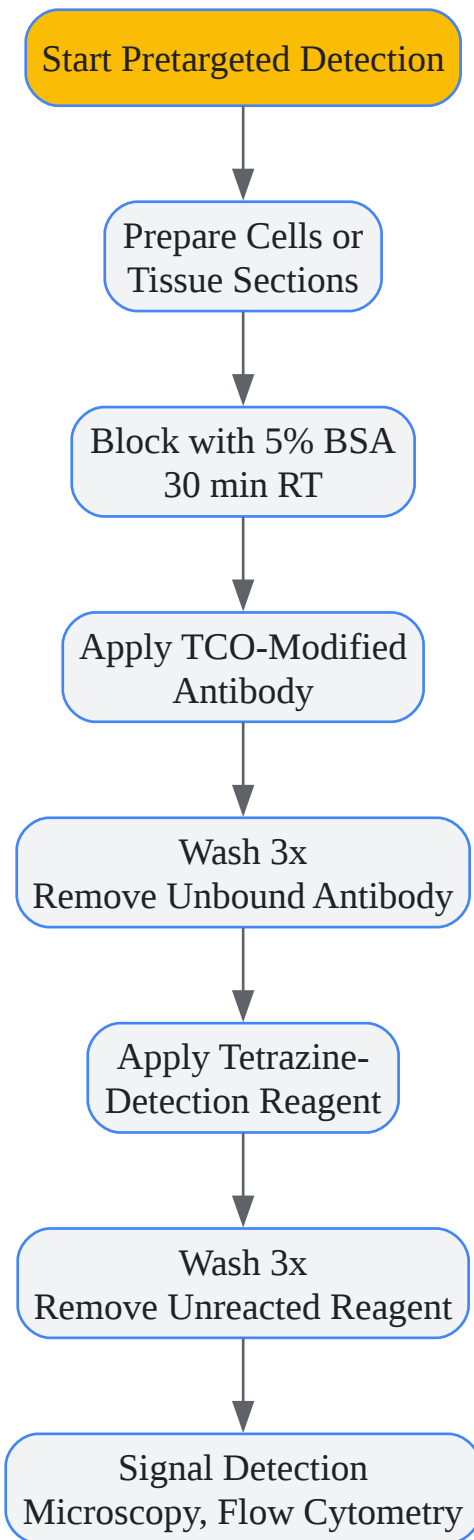 Start Pretargeted Detection
Prepare Cells or
Tissue Sections
Block with 5% BSA
30 min RT
Apply TCO-Modified
Antibody
Wash 3x
Remove Unbound Antibody
Apply Tetrazine-
Detection Reagent
Wash 3x
Remove Unreacted Reagent
Signal Detection
Microscopy, Flow Cytometry